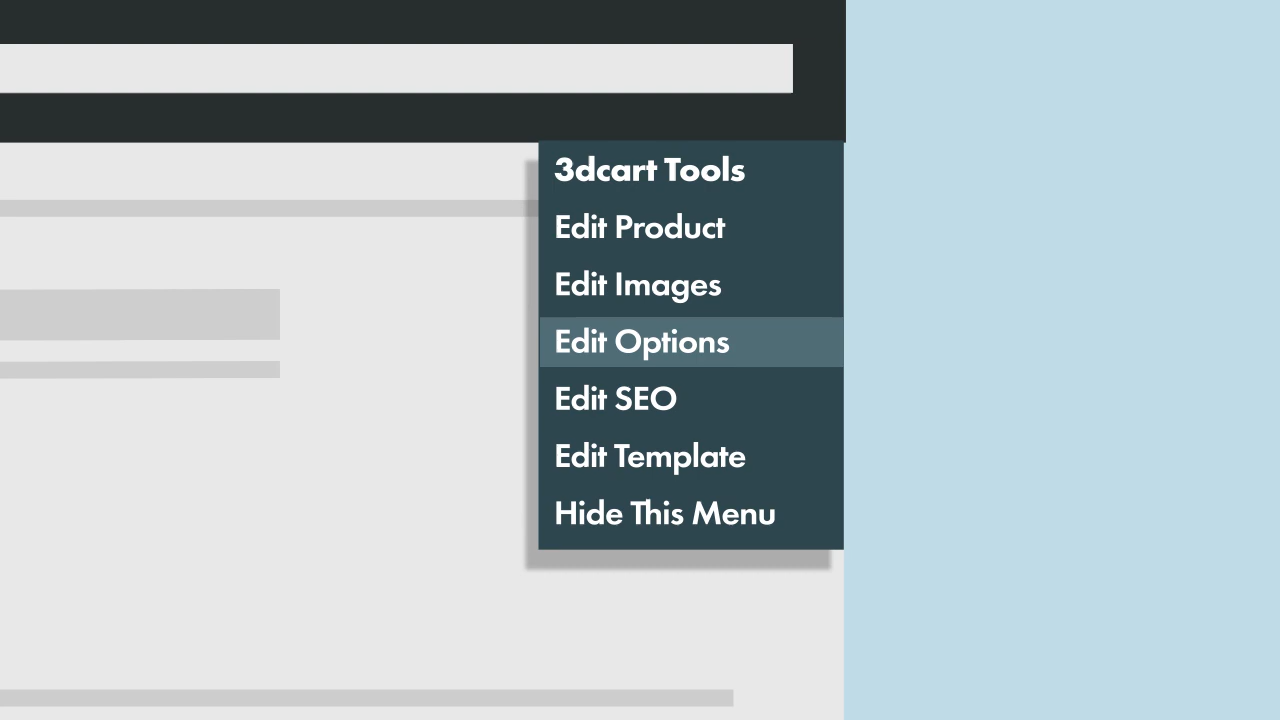 3dcart Tools
Edit Product
Edit Images
Edit Options
Edit SEO
Edit Template
Hide This Menu